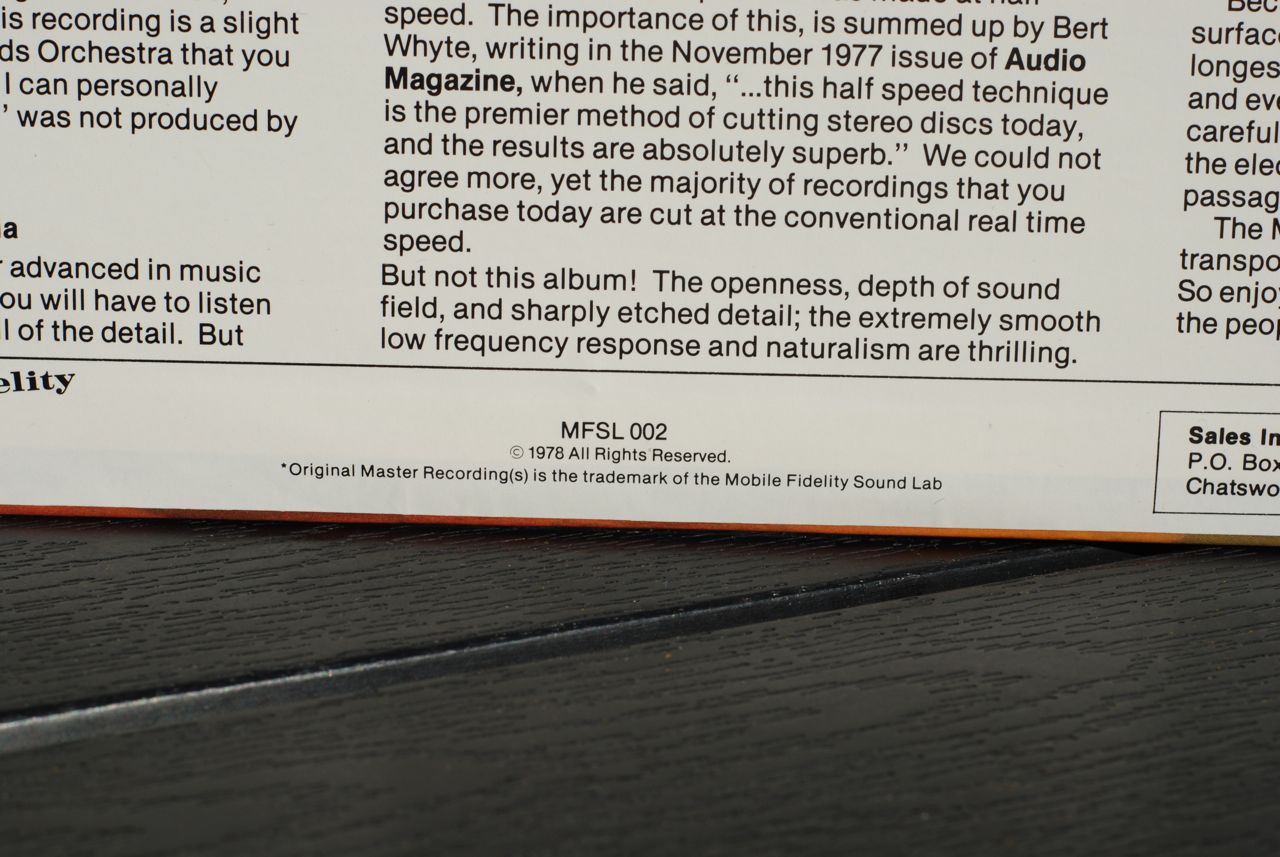 is recording is a slight
ds Orchestra that you
I can personally
’ was not produced by
advanced in music
ou will have to listen
l of the detail. But
elity
speed. The importance of this, is summed up by Bert
Whyte, writing in the November 1977 issue of Audio
Magazine, when he said, “...this half speed technique
is the premier method of cutting stereo discs today,
and the results are absolutely superb.” We could not
agree more, yet the majority of recordings that you
purchase today are cut at the conventional real time
speed.
But not this album! The openness, depth of sound
field, and sharply etched detail; the extremely smooth
low frequency response and naturalism are thrilling.
MFSL 002
© 1978 All Rights Reserved.
*Original Master Recording(s) is the trademark of the Mobile Fidelity Sound Lab
surfac
longes
and eve
careful
the elec
passag
The M
transpo
So enjoy
the peop
Sales In
P.O. Box
Chatswo